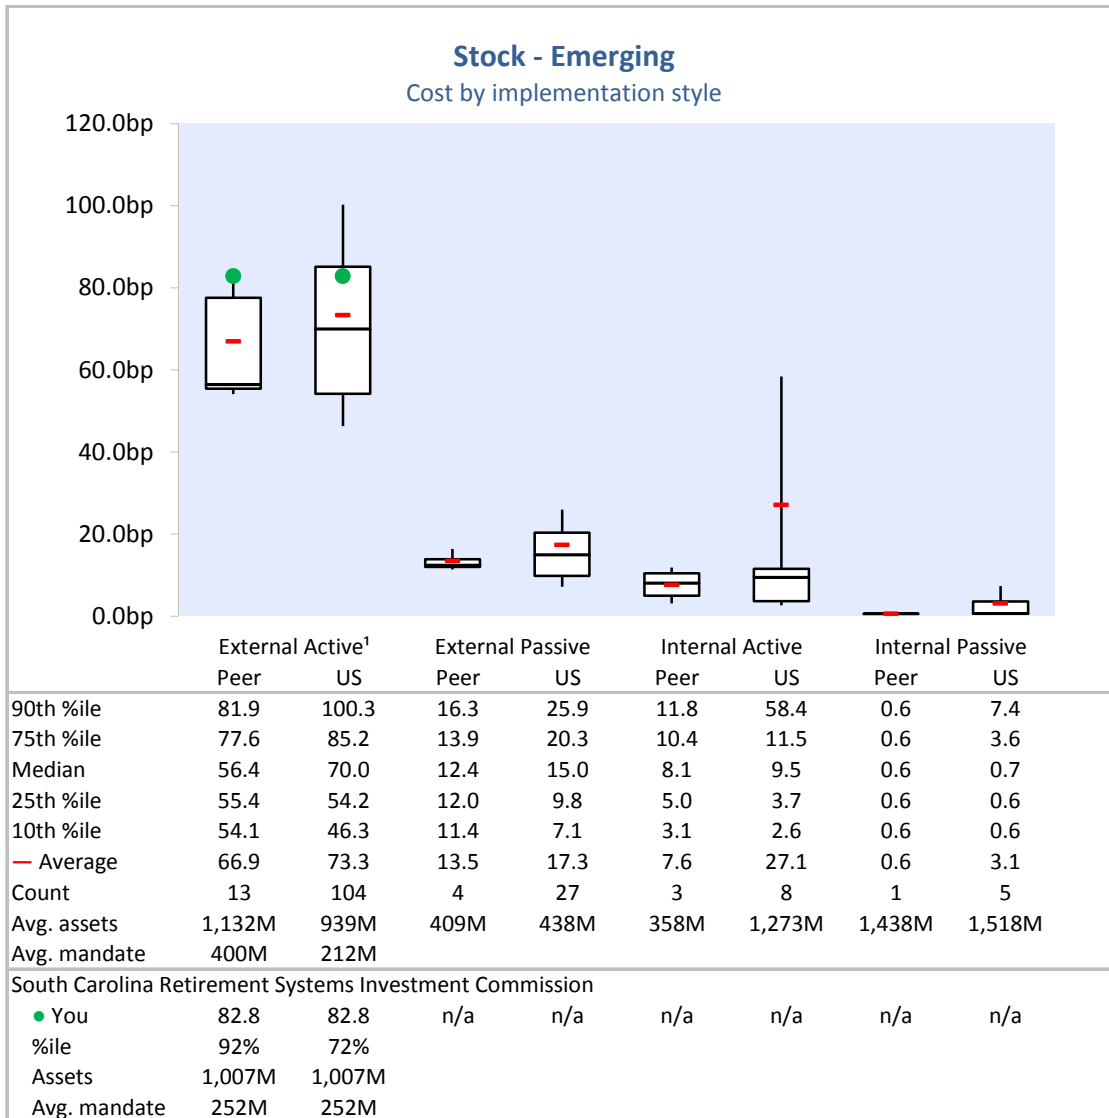 Stock - Emerging
Cost by implementation style
120.0bp
100.0bp
80.0bp
60.0bp
40.0bp
20.0bp
0.0bp
External Active¹ External Passive Internal Active Internal Passive
Peer US Peer US Peer US Peer US
90th %ile 81.9 100.3 16.3 25.9 11.8 58.4 0.6 7.4
75th %ile 77.6 85.2 13.9 20.3 10.4 11.5 0.6 3.6
Median 56.4 70.0 12.4 15.0 8.1 9.5 0.6 0.7
25th %ile 55.4 54.2 12.0 9.8 5.0 3.7 0.6 0.6
10th %ile 54.1 46.3 11.4 7.1 3.1 2.6 0.6 0.6
Average 66.9 73.3 13.5 17.3 7.6 27.1 0.6 3.1
Count 13 104 4 27 3 8 1 5
Avg. assets 1,132M 939M 409M 438M 358M 1,273M 1,438M 1,518M
Avg. mandate 400M 212M
South Carolina Retirement Systems Investment Commission
You 82.8 82.8 n/a n/a n/a n/a n/a n/a
%ile 92% 72%
Assets 1,007M 1,007M
Avg. mandate 252M 252M